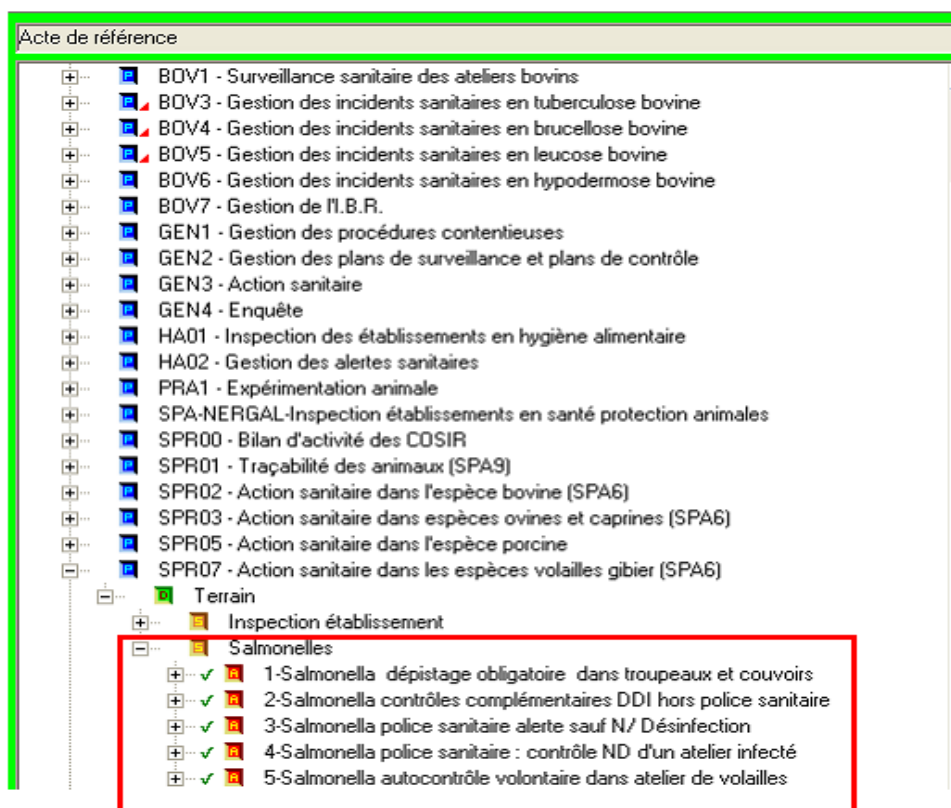 Acte de référence
BOV1 - Surveillance sanitaire des ateliers bovins
BOV3 - Gestion des incidents sanitaires en tuberculose bovine
BOV4 - Gestion des incidents sanitaires en brucellose bovine
BOV5 - Gestion des incidents sanitaires en leucose bovine
BOV6 - Gestion des incidents sanitaires en hypodermose bovine
BOV7 - Gestion de l'I.B.R.
GEN1 - Gestion des procédures contentieuses
GEN2 - Gestion des plans de surveillance et plans de contrôle
GEN3 - Action sanitaire
GEN4 - Enquête
HA01 - Inspection des établissements en hygiène alimentaire
HA02 - Gestion des alertes sanitaires
PRA1 - Expérimentation animale
SPA-NERGAL-Inspection établissements en santé protection animales
SPR00 - Bilan d'activité des COSIR
SPR01 - Traçabilité des animaux (SPA9)
SPR02 - Action sanitaire dans l'espèce bovine (SPA6)
SPR03 - Action sanitaire dans espèces ovines et caprines (SPA6)
SPR05 - Action sanitaire dans l'espèce porcine
SPR07 - Action sanitaire dans les espèces volailles gibier (SPA6)
D Terrain
S Inspection établissement
S Salmonelles
A 1-Salmonella dépistage obligatoire dans troupeaux et couvoirs
A 2-Salmonella contrôles complémentaires DDI hors police sanitaire
A 3-Salmonella police sanitaire alerte sauf N/ Désinfection
A 4-Salmonella police sanitaire : contrôle ND d'un atelier infecté
A 5-Salmonella autocontrôle volontaire dans atelier de volailles